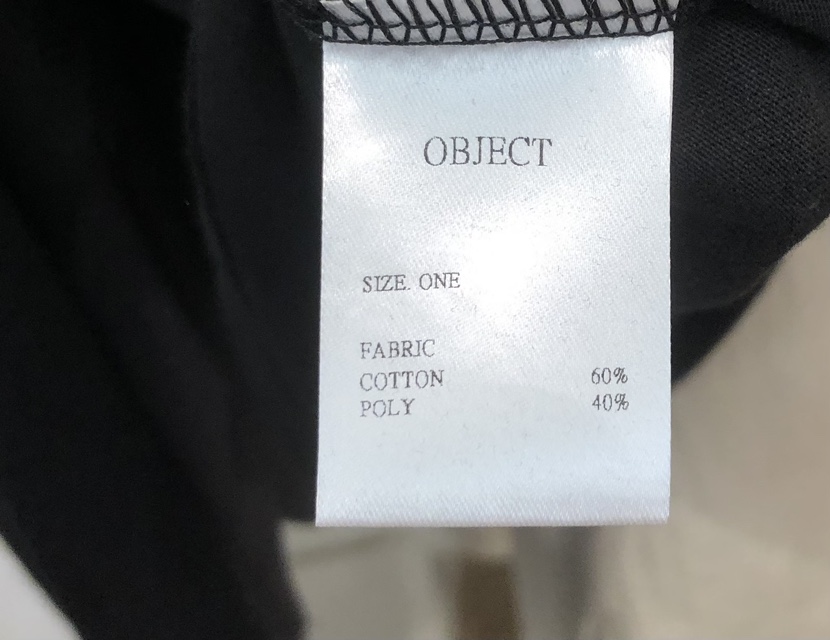 OBJECT
SIZE. ONE
FABRIC
COTTON 60%
POLY 40%